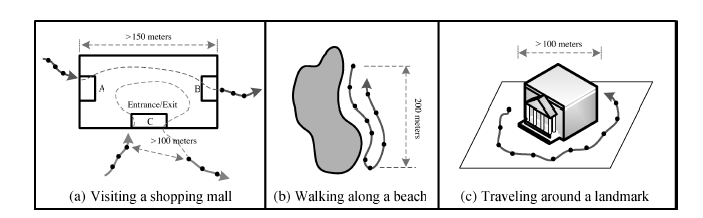 >150 meters
A
B
Entrance/Exit
C
>100 meters
(a) Visiting a shopping mall
200 meters
(b) Walking along a beach
> 100 meters
(c) Traveling around a landmark